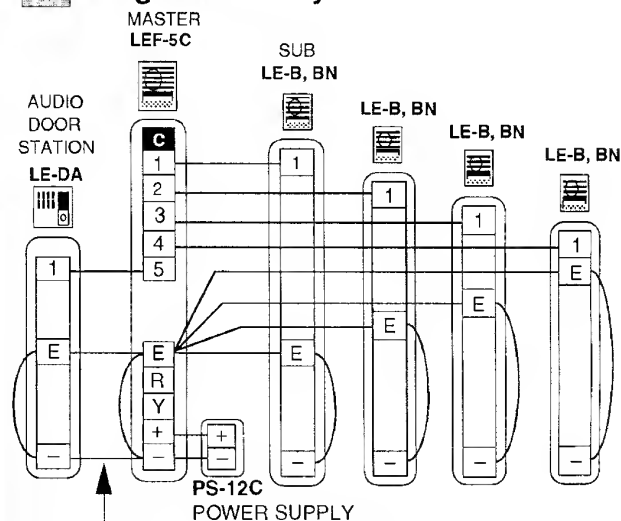 MASTER
LEF-5C
SUB
LE-B, BN
AUDIO
DOOR
STATION
LE-DA
LE-B, BN
LE-B, BN
LE-B, BN
C
1
2
3
4
5
E
R
Y
+
−
1
E
−
1
E
−
1
E
−
1
E
−
1
E
−
+
−
PS-12C
POWER SUPPLY